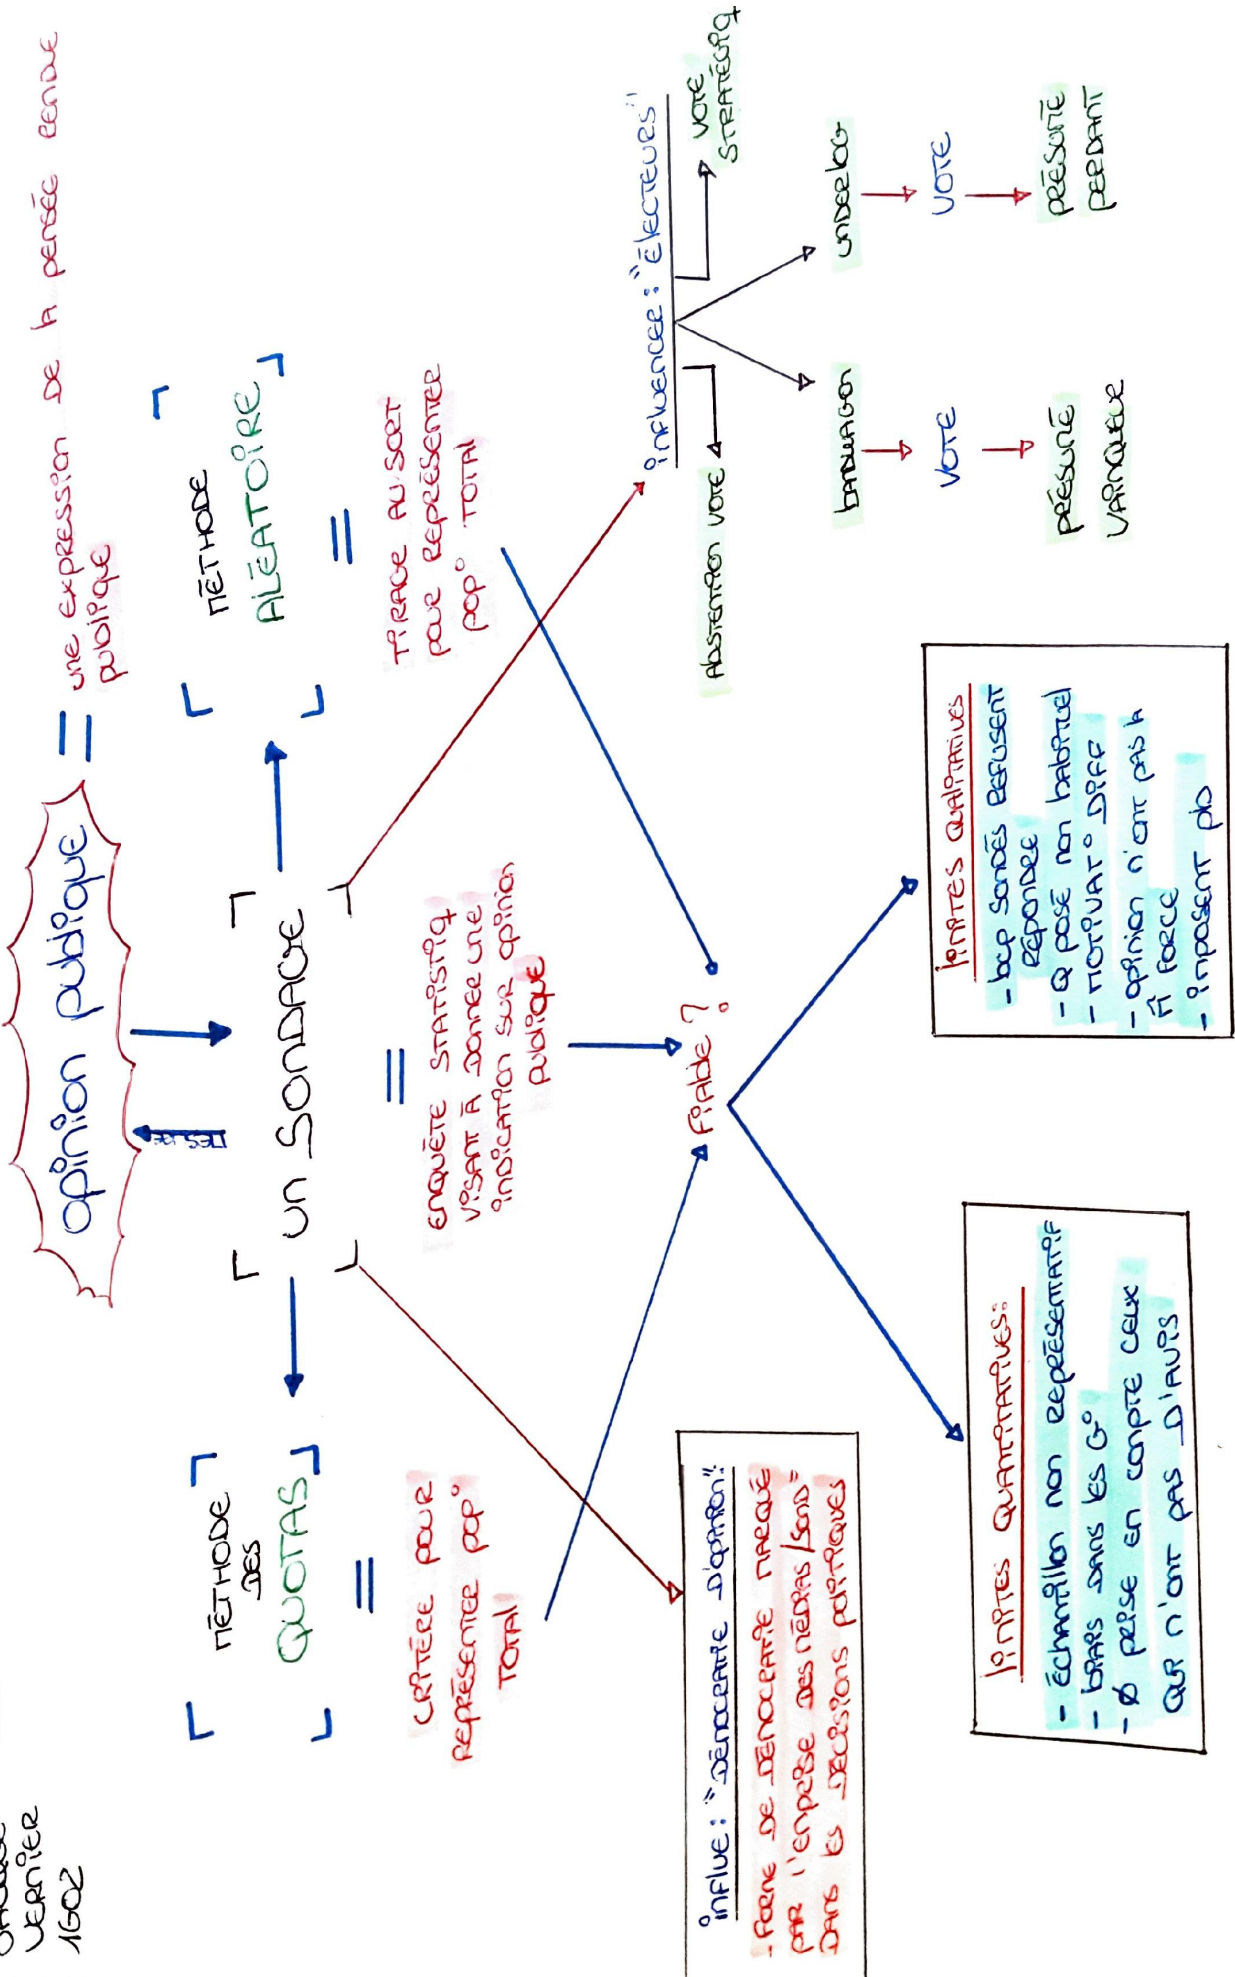 VERNIER
1G02
opinion publique
= une EXPRESSION DE lA PENSÉE RENDUE
publique
MESURE
un SONDAGE
MÉTHODE
DES
QUOTAS
=
CRITÈRE POUR
REPRÉSENTER POP°
TOTAl
=
ENQUÊTE STATISTIQ
VISANT À DONNER UNE
INDICATION SUR OPINION
publiQUE
MÉTHODE
ALÉATOIRE
=
TIRAGE AU SORT
POUR REPRÉSENTER
POP° TOTAl
Fiable ?
influe : "DÉMOCRATIE D'OPINION".
- FORME DE DÉMOCRATIE MARQUÉ
PAR l'EMPRISE DES MÉDIAS/SOND=
DANS lES DÉCISIONS POLITIQUES
influencer : "ÉlECTEURS"
ABSTENTION VOTE
VOTE
STRATÉGIQ
BANDWAGON
VOTE
PRÉSUMÉ
VAINQUEUR
UNDERDOG
VOTE
PRÉSUMÉ
PERDANT
liMITES QUANTITATIVES:
- ÉCHANTILLON NON REPRÉSENTATIF
- BIAIS DANS LES G°
- Ø PRISE EN COMPTE CEUX
QUI N'ONT PAS D'AVIS
liMITES QUALITATIVES
- bcp SONDÉS REFUSENT
RÉPONDRE
- Q POSÉ NON HABITUEL
- MOTIVAT° DIFF
- OPINION N'ONT PAS lA
M̄ FORCE
- IMPOSENT pb